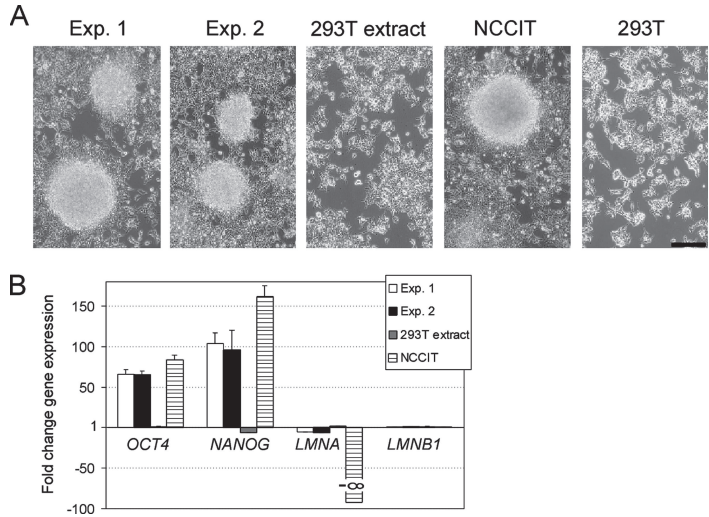 A
Exp. 1
Exp. 2
293T extract
NCCIT
293T
B
Fold change gene expression
150
100
50
1
-50
-100
OCT4
NANOG
LMNA
LMNB1
-∞
Exp. 1
Exp. 2
293T extract
NCCIT